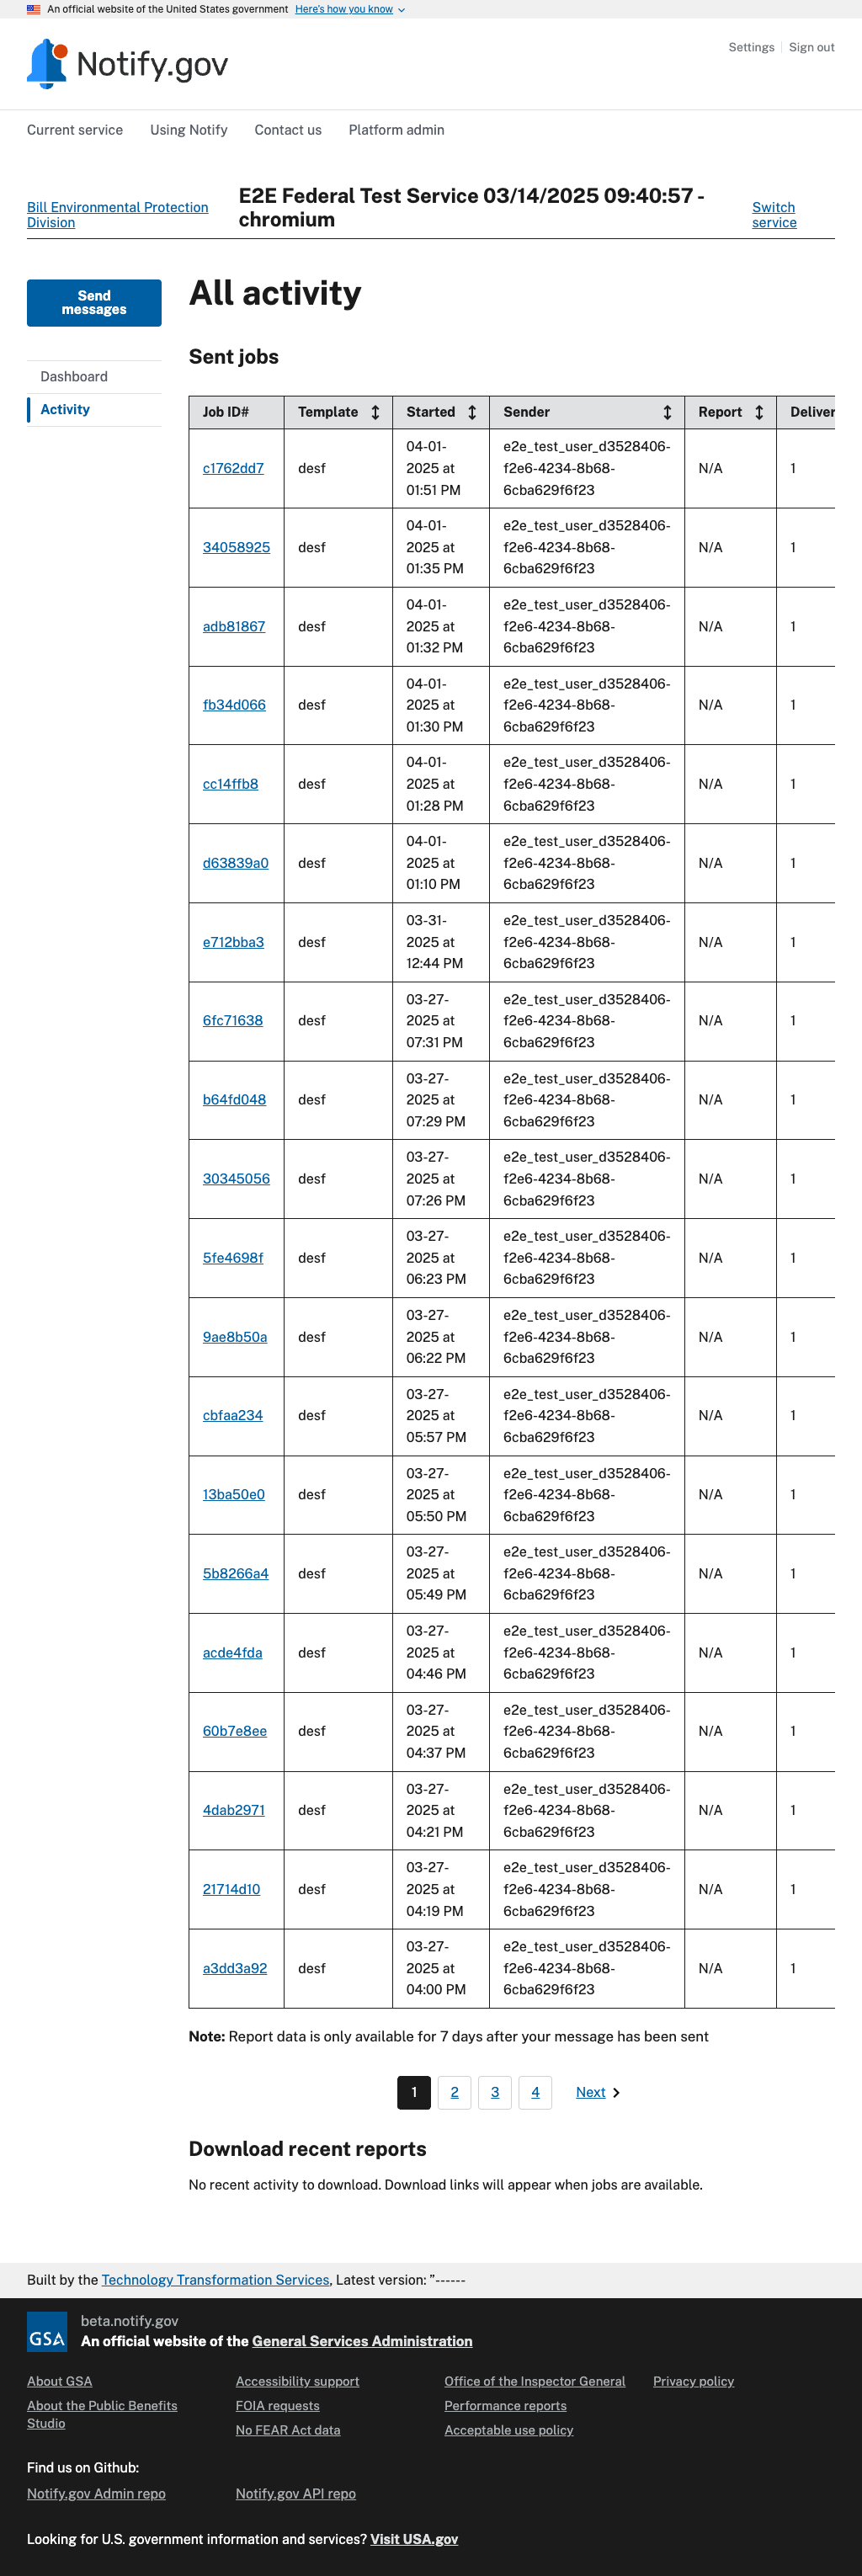 An official website of the United States government Here's how you know
Notify.gov
Settings Sign out
Current service Using Notify Contact us Platform admin
Bill Environmental Protection
Division
E2E Federal Test Service 03/14/2025 09:40:57 -
chromium
Switch
service
Send
messages
Dashboard
Activity
All activity
Sent jobs
Job ID# Template Started Sender Report Deliver
c1762dd7 desf 04-01-
2025 at
01:51 PM e2e_test_user_d3528406-
f2e6-4234-8b68-
6cba629f6f23 N/A 1
34058925 desf 04-01-
2025 at
01:35 PM e2e_test_user_d3528406-
f2e6-4234-8b68-
6cba629f6f23 N/A 1
adb81867 desf 04-01-
2025 at
01:32 PM e2e_test_user_d3528406-
f2e6-4234-8b68-
6cba629f6f23 N/A 1
fb34d066 desf 04-01-
2025 at
01:30 PM e2e_test_user_d3528406-
f2e6-4234-8b68-
6cba629f6f23 N/A 1
cc14ffb8 desf 04-01-
2025 at
01:28 PM e2e_test_user_d3528406-
f2e6-4234-8b68-
6cba629f6f23 N/A 1
d63839a0 desf 04-01-
2025 at
01:10 PM e2e_test_user_d3528406-
f2e6-4234-8b68-
6cba629f6f23 N/A 1
e712bba3 desf 03-31-
2025 at
12:44 PM e2e_test_user_d3528406-
f2e6-4234-8b68-
6cba629f6f23 N/A 1
6fc71638 desf 03-27-
2025 at
07:31 PM e2e_test_user_d3528406-
f2e6-4234-8b68-
6cba629f6f23 N/A 1
b64fd048 desf 03-27-
2025 at
07:29 PM e2e_test_user_d3528406-
f2e6-4234-8b68-
6cba629f6f23 N/A 1
30345056 desf 03-27-
2025 at
07:26 PM e2e_test_user_d3528406-
f2e6-4234-8b68-
6cba629f6f23 N/A 1
5fe4698f desf 03-27-
2025 at
06:23 PM e2e_test_user_d3528406-
f2e6-4234-8b68-
6cba629f6f23 N/A 1
9ae8b50a desf 03-27-
2025 at
06:22 PM e2e_test_user_d3528406-
f2e6-4234-8b68-
6cba629f6f23 N/A 1
cbfaa234 desf 03-27-
2025 at
05:57 PM e2e_test_user_d3528406-
f2e6-4234-8b68-
6cba629f6f23 N/A 1
13ba50e0 desf 03-27-
2025 at
05:50 PM e2e_test_user_d3528406-
f2e6-4234-8b68-
6cba629f6f23 N/A 1
5b8266a4 desf 03-27-
2025 at
05:49 PM e2e_test_user_d3528406-
f2e6-4234-8b68-
6cba629f6f23 N/A 1
acde4fda desf 03-27-
2025 at
04:46 PM e2e_test_user_d3528406-
f2e6-4234-8b68-
6cba629f6f23 N/A 1
60b7e8ee desf 03-27-
2025 at
04:37 PM e2e_test_user_d3528406-
f2e6-4234-8b68-
6cba629f6f23 N/A 1
4dab2971 desf 03-27-
2025 at
04:21 PM e2e_test_user_d3528406-
f2e6-4234-8b68-
6cba629f6f23 N/A 1
21714d10 desf 03-27-
2025 at
04:19 PM e2e_test_user_d3528406-
f2e6-4234-8b68-
6cba629f6f23 N/A 1
a3dd3a92 desf 03-27-
2025 at
04:00 PM e2e_test_user_d3528406-
f2e6-4234-8b68-
6cba629f6f23 N/A 1
Note: Report data is only available for 7 days after your message has been sent
1 2 3 4 Next
Download recent reports
No recent activity to download. Download links will appear when jobs are available.
Built by the Technology Transformation Services, Latest version: "------
GSA
beta.notify.gov
An official website of the General Services Administration
About GSA
About the Public Benefits
Studio
Accessibility support
FOIA requests
No FEAR Act data
Office of the Inspector General
Performance reports
Acceptable use policy
Privacy policy
Find us on Github:
Notify.gov Admin repo Notify.gov API repo
Looking for U.S. government information and services? Visit USA.gov